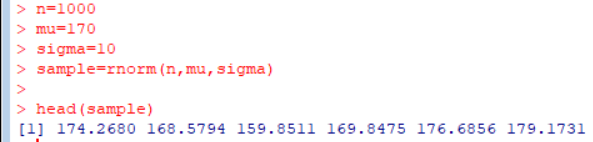 > n=1000
> mu=170
> sigma=10
> sample=rnorm(n,mu,sigma)
>
> head(sample)
[1] 174.2680 168.5794 159.8511 169.8475 176.6856 179.1731